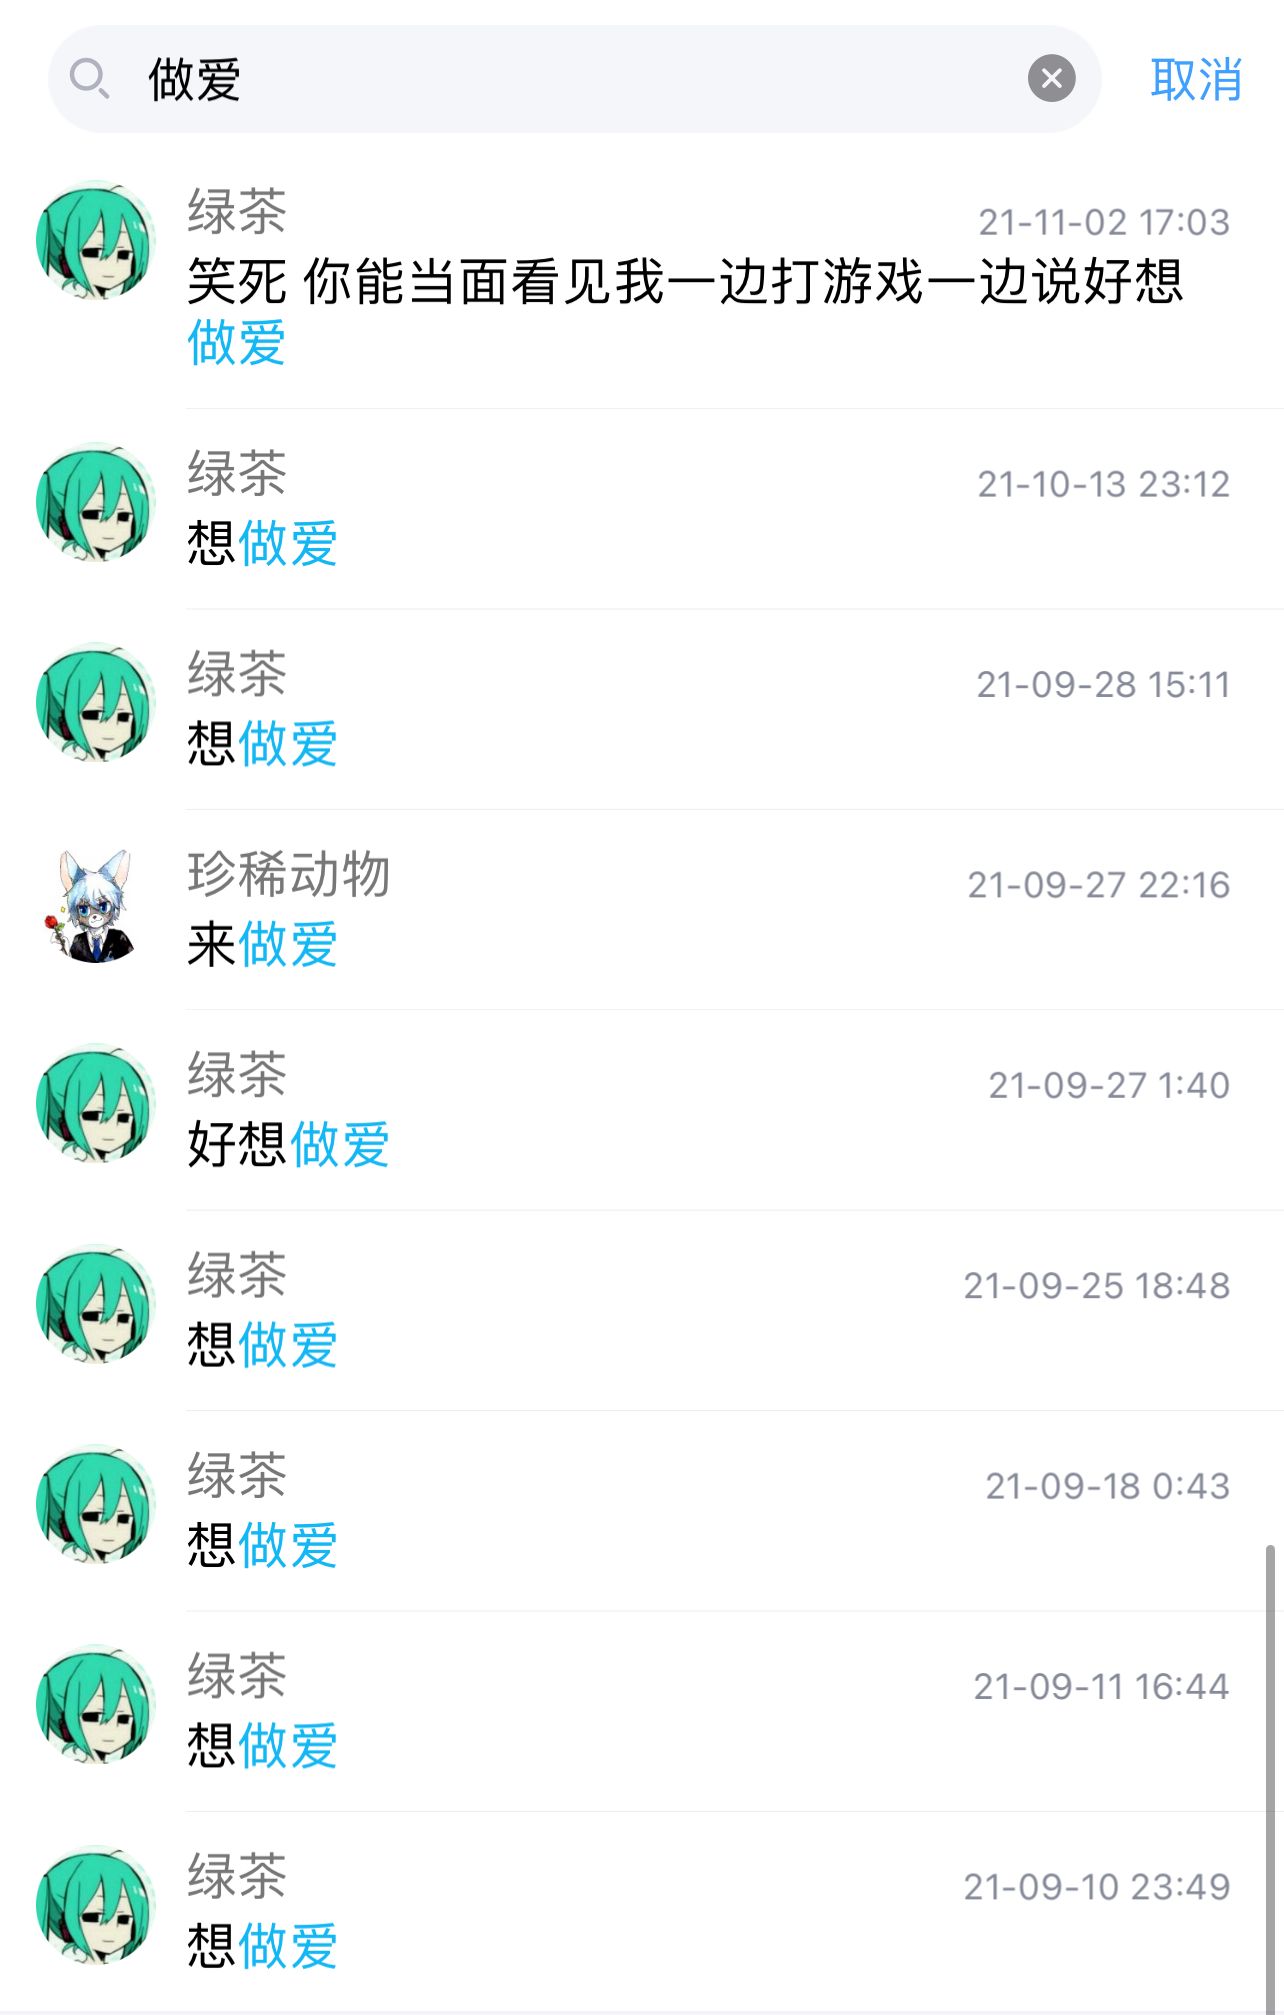 做爱
取消
绿茶
21-11-02 17:03
笑死 你能当面看见我一边打游戏一边说好想
做爱
绿茶
21-10-13 23:12
想做爱
绿茶
21-09-28 15:11
想做爱
珍稀动物
21-09-27 22:16
来做爱
绿茶
21-09-27 1:40
好想做爱
绿茶
21-09-25 18:48
想做爱
绿茶
21-09-18 0:43
想做爱
绿茶
21-09-11 16:44
想做爱
绿茶
21-09-10 23:49
想做爱